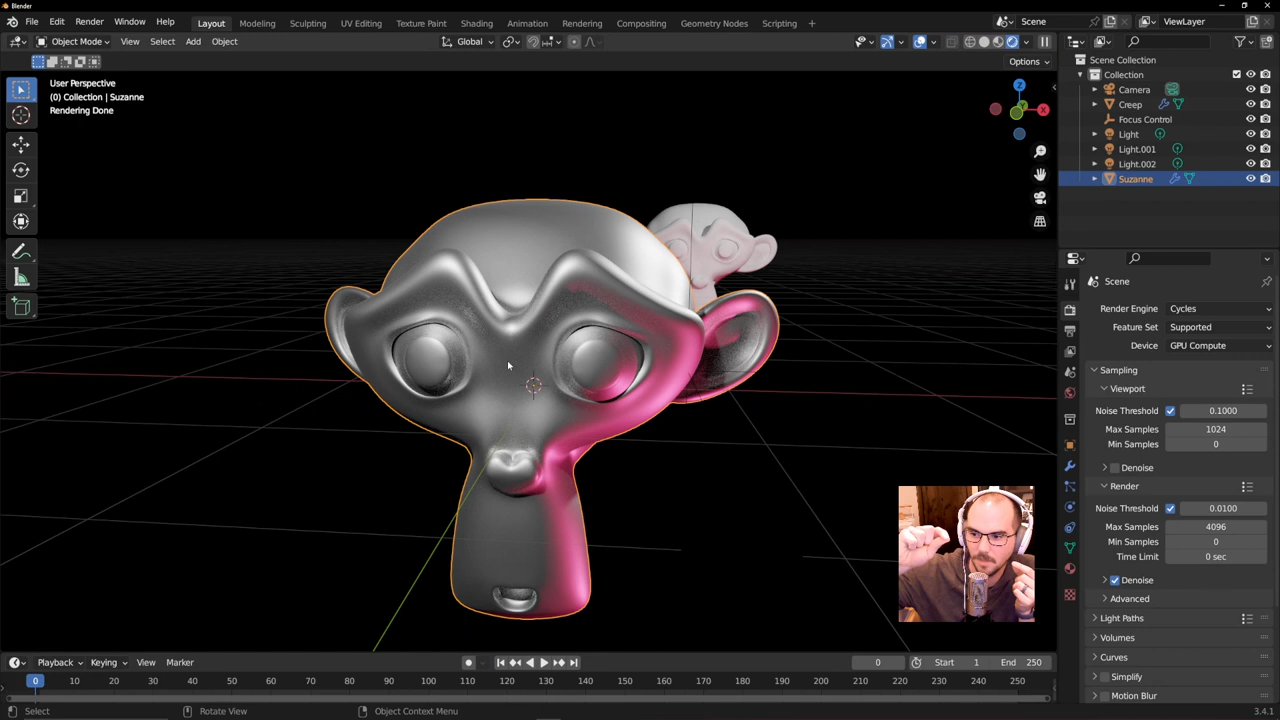 Blender
File Edit Render Window Help Layout Modeling Sculpting UV Editing Texture Paint Shading Animation Rendering Compositing Geometry Nodes Scripting + Scene ViewLayer
Object Mode View Select Add Object Global
Options
User Perspective
(0) Collection | Suzanne
Rendering Done
Z
X
Scene Collection
Collection
Camera
Creep
Focus Control
Light
Light.001
Light.002
Suzanne
Scene
Render Engine Cycles
Feature Set Supported
Device GPU Compute
Sampling
Viewport
Noise Threshold 0.1000
Max Samples 1024
Min Samples 0
Denoise
Render
Noise Threshold 0.0100
Max Samples 4096
Min Samples 0
Time Limit 0 sec
Denoise
Advanced
Light Paths
Volumes
Curves
Simplify
Motion Blur
Playback Keying View Marker 0 Start 1 End 250
0 10 20 30 40 50 60 70 80 90 100 110 120 130 140 150 160 170 180 190 200 210 220 230 240 250
Select Rotate View Object Context Menu 3.4.1